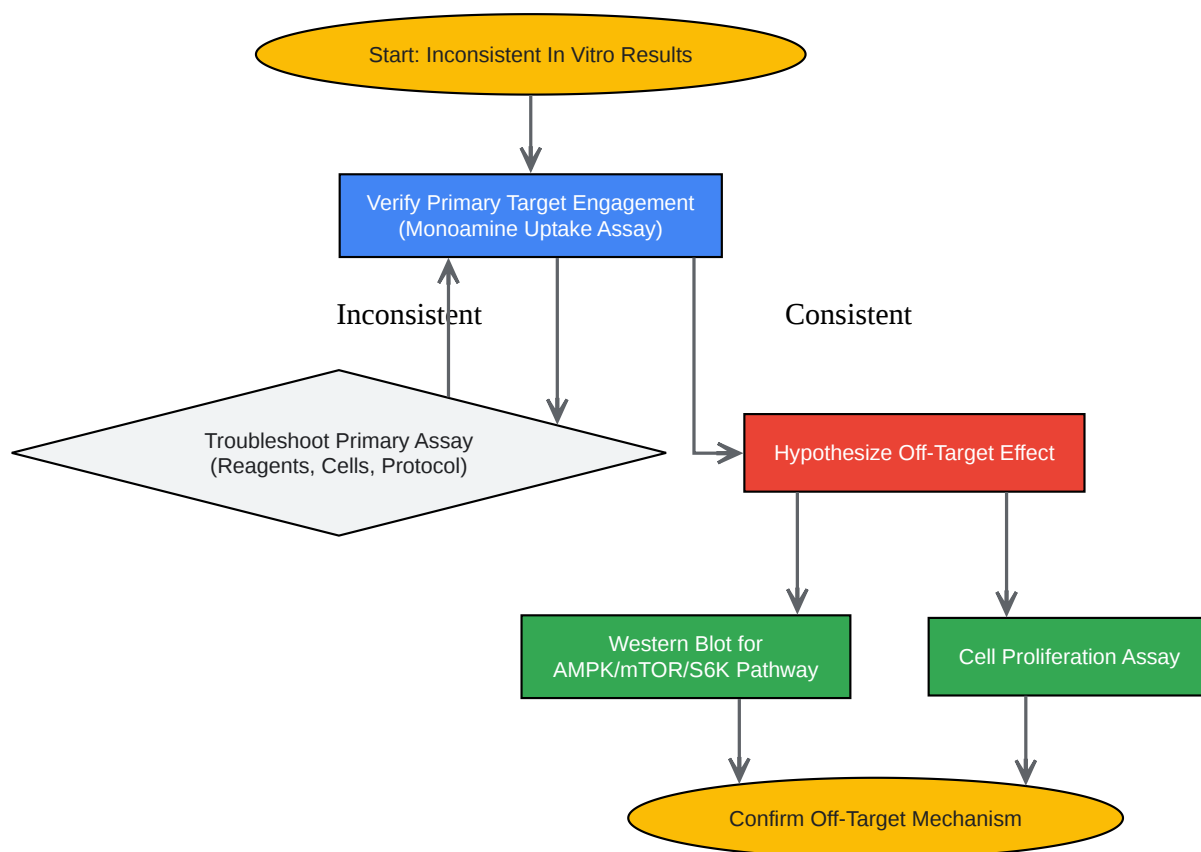 Start: Inconsistent In Vitro Results
Verify Primary Target Engagement
(Monoamine Uptake Assay)
Inconsistent
Consistent
Troubleshoot Primary Assay
(Reagents, Cells, Protocol)
Hypothesize Off-Target Effect
Western Blot for
AMPK/mTOR/S6K Pathway
Cell Proliferation Assay
Confirm Off-Target Mechanism